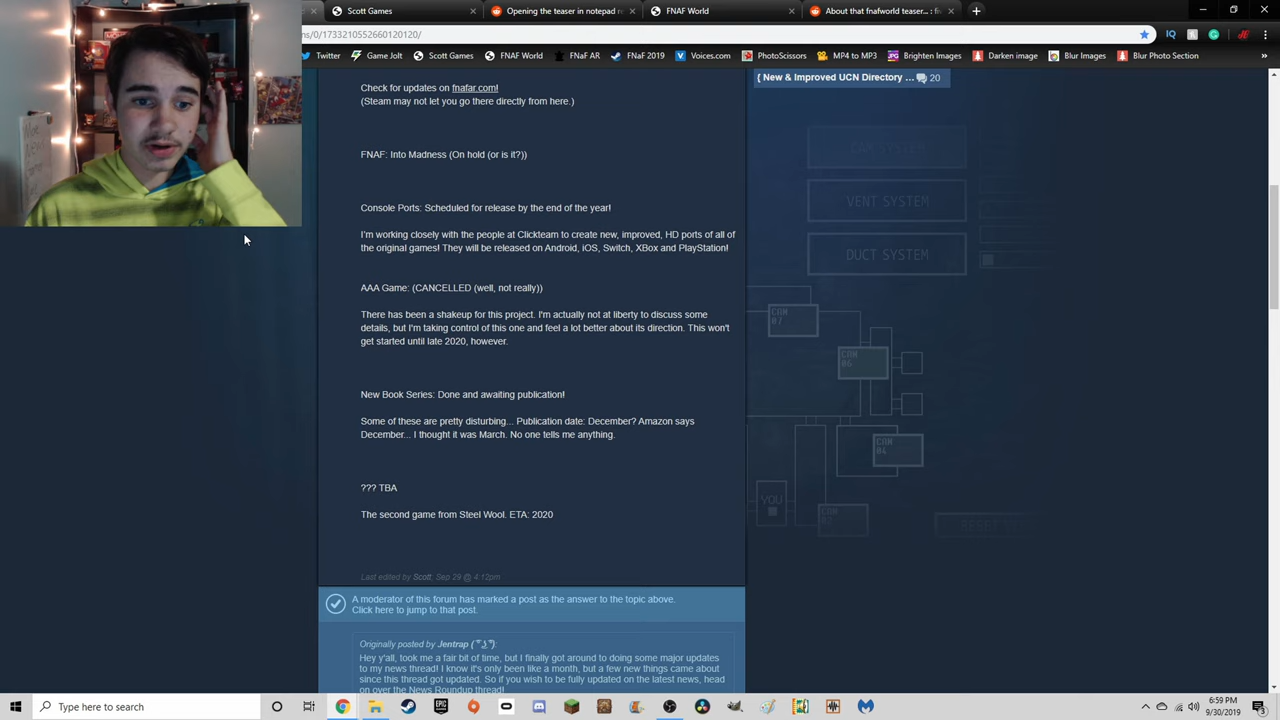 Scott Games
Opening the teaser in notepad re
FNAF World
About that teaser... : fiv
ns/0/1733210552660120120/
Twitter
Game Jolt
Scott Games
FNAF World
FNaF AR
FNaF 2019
Voices.com
PhotoScissors
MP4 to MP3
Brighten Images
Darken image
Blur Images
Blur Photo Section
{ New & Improved UCN Directory ... 20
Check for updates on fnafar.com!
(Steam may not let you go there directly from here.)
FNAF: Into Madness (On hold (or is it?))
Console Ports: Scheduled for release by the end of the year!
I'm working closely with the people at Clickteam to create new, improved, HD ports of all of
the original games! They will be released on Android, iOS, Switch, XBox and PlayStation!
AAA Game: (CANCELLED (well, not really))
There has been a shakeup for this project. I'm actually not at liberty to discuss some
details, but I'm taking control of this one and feel a lot better about its direction. This won't
get started until late 2020, however.
New Book Series: Done and awaiting publication!
Some of these are pretty disturbing... Publication date: December? Amazon says
December... I thought it was March. No one tells me anything.
??? TBA
The second game from Steel Wool. ETA: 2020
Last edited by Scott; Sep 29 @ 4:12pm
A moderator of this forum has marked a post as the answer to the topic above.
Click here to jump to that post.
Originally posted by Jentrap ( ͡° ͜ʖ ͡°):
Hey y'all, took me a fair bit of time, but I finally got around to doing some major updates
to my news thread! I know it's only been like a month, but a few new things came about
since this thread got updated. So if you wish to be fully updated on the latest news, head
on over the News Roundup thread!
CAM SYSTEM
VENT SYSTEM
DUCT SYSTEM
CAM
07
CAM
06
CAM
04
YOU
Type here to search
6:59 PM
9/30/2019